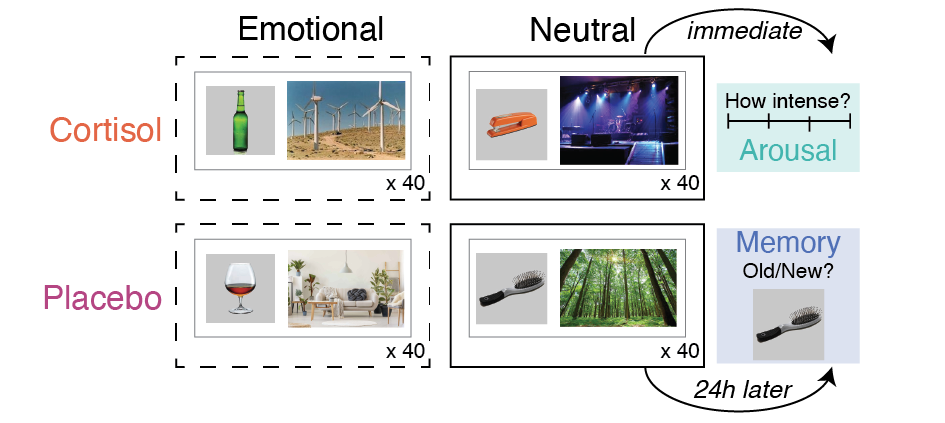 Emotional
Neutral
immediate
Cortisol
x 40
x 40
How intense?
Arousal
Placebo
x 40
x 40
Memory
Old/New?
24h later